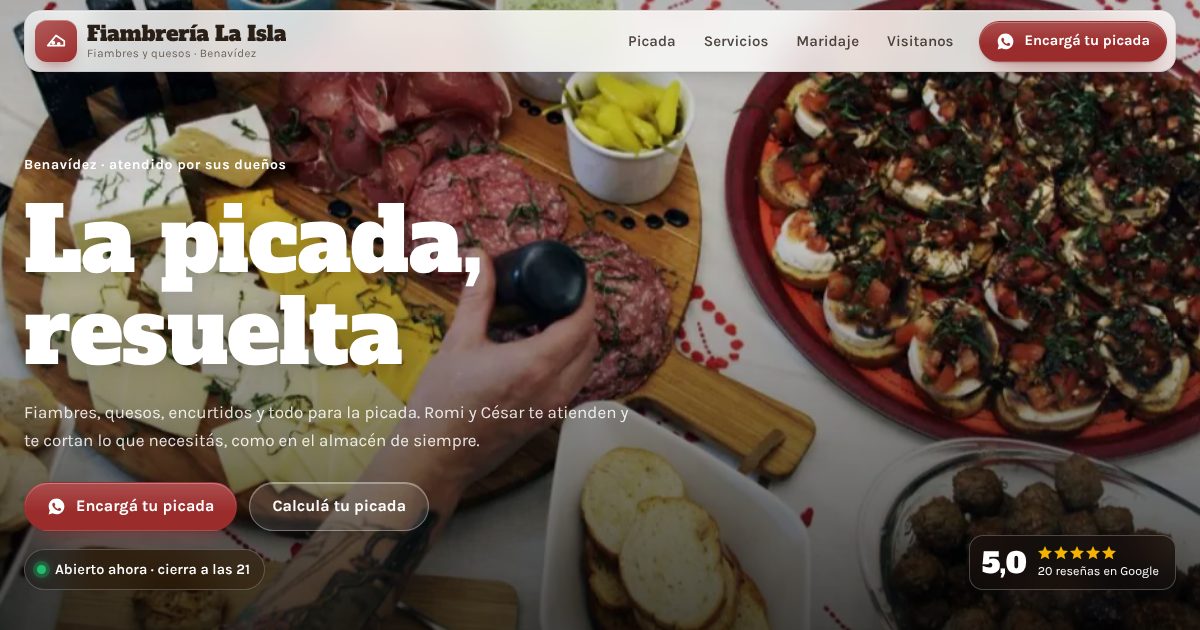 Fiambrería La Isla
Fiambres y quesos · Benavídez
Picada
Servicios
Maridaje
Visitanos
Encargá tu picada
Benavídez · atendido por sus dueños
La picada,
resuelta
Fiambres, quesos, encurtidos y todo para la picada. Romi y César te atienden y
te cortan lo que necesitás, como en el almacén de siempre.
Encargá tu picada
Calculá tu picada
Abierto ahora · cierra a las 21
5,0
20 reseñas en Google